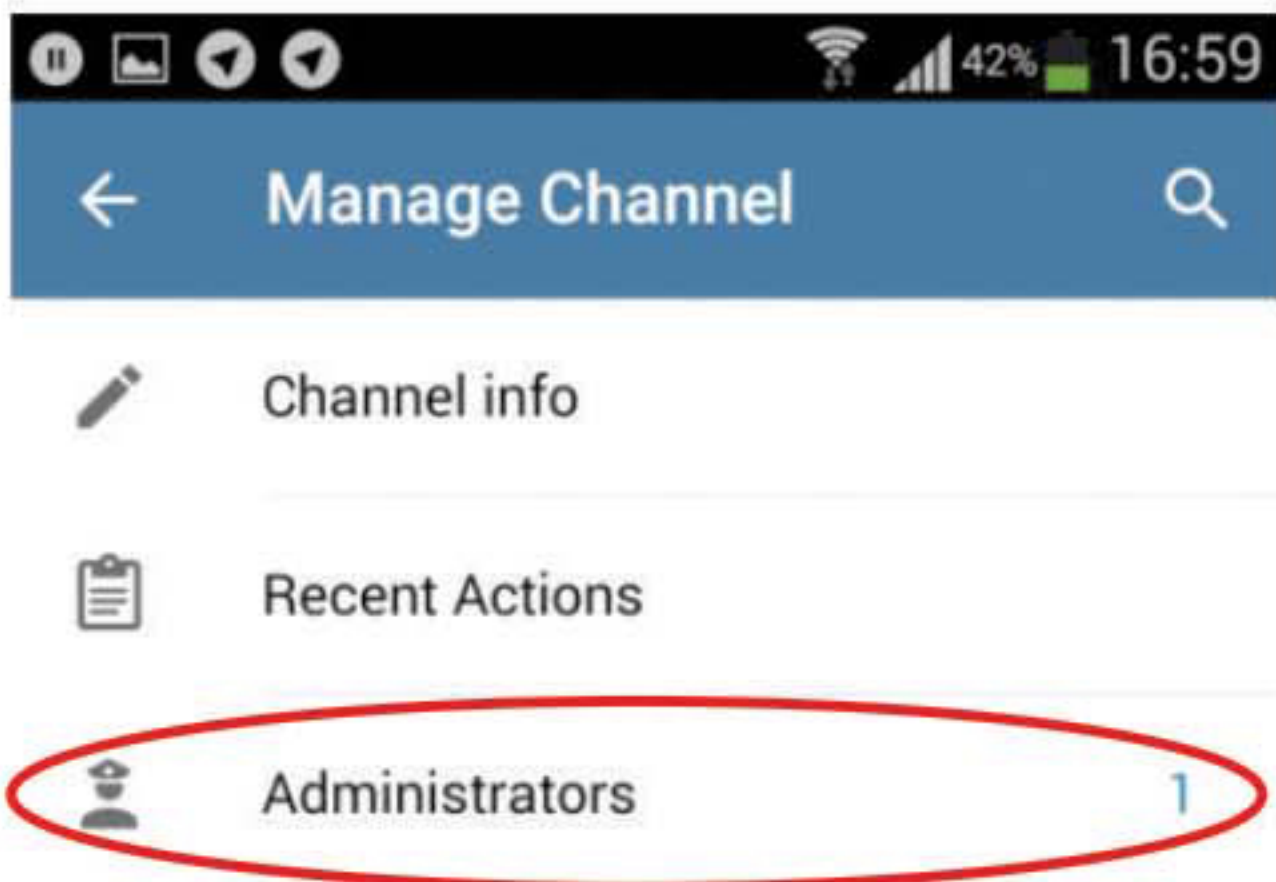 42% 16:59
Manage Channel
Channel info
Recent Actions
Administrators 1